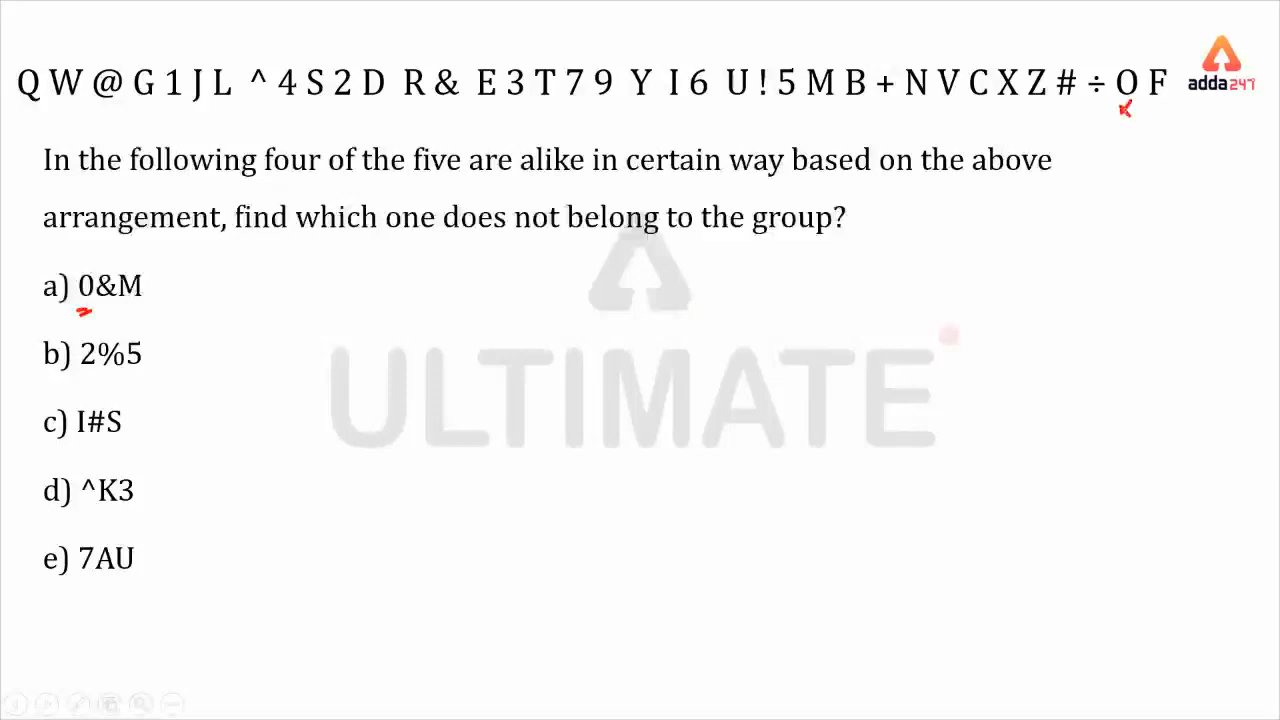 Q W @ G 1 J L ^ 4 S 2 D R & E 3 T 7 9 Y I 6 U ! 5 M B + N V C X Z # ÷ O F
adda247
In the following four of the five are alike in certain way based on the above
arrangement, find which one does not belong to the group?
a) 0&M
b) 2%5
c) I#S
d) ^K3
e) 7AU
ULTIMATE